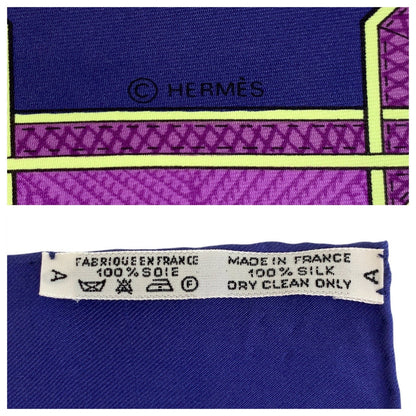 © HERMÈS
FABRIQUE EN FRANCE
100% SOIE
F
MADE IN FRANCE
100% SILK
DRY CLEAN ONLY
A
A